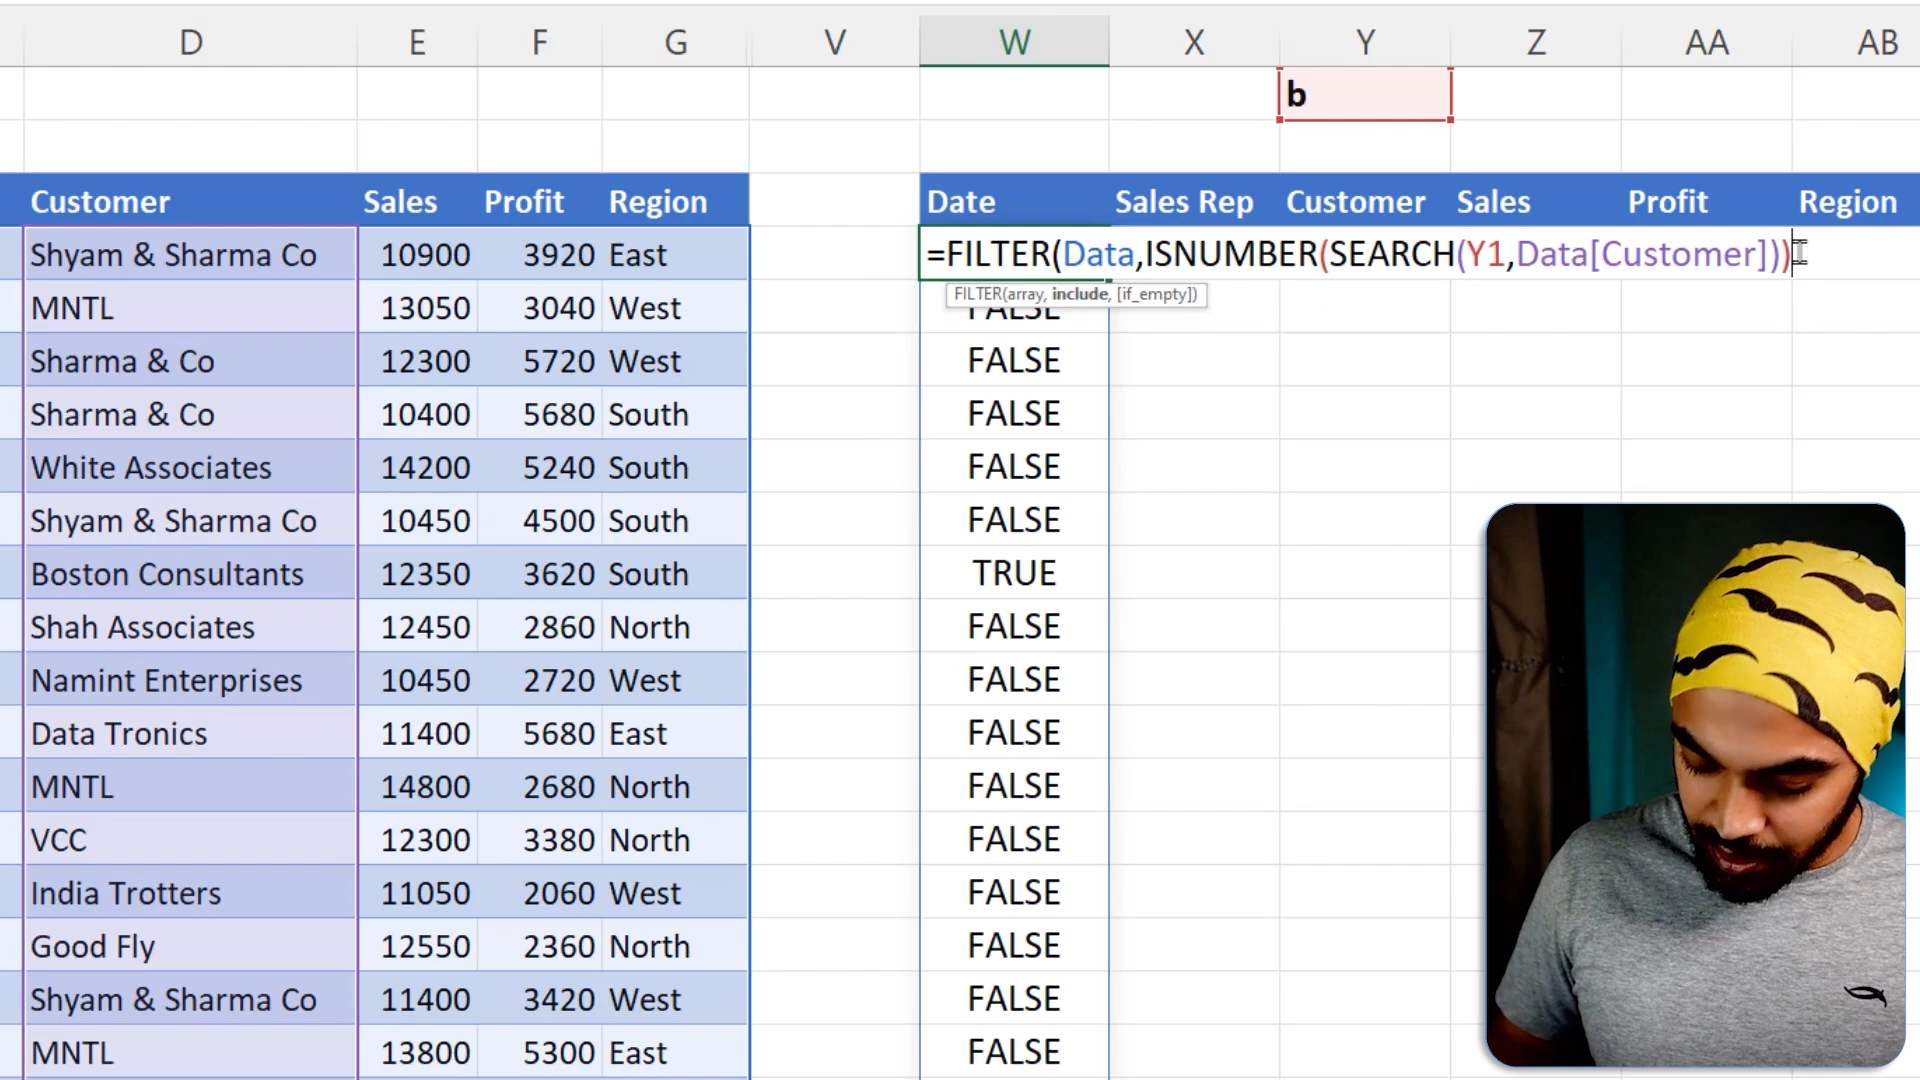 D E F G V W X Y Z AA AB
b
Customer Sales Profit Region Date Sales Rep Customer Sales Profit Region
Shyam & Sharma Co 10900 3920 East =FILTER(Data,ISNUMBER(SEARCH(Y1,Data[Customer]))
FILTER(array, include, [if_empty])
MNTL 13050 3040 West FALSE
Sharma & Co 12300 5720 West FALSE
Sharma & Co 10400 5680 South FALSE
White Associates 14200 5240 South FALSE
Shyam & Sharma Co 10450 4500 South FALSE
Boston Consultants 12350 3620 South TRUE
Shah Associates 12450 2860 North FALSE
Namint Enterprises 10450 2720 West FALSE
Data Tronics 11400 5680 East FALSE
MNTL 14800 2680 North FALSE
VCC 12300 3380 North FALSE
India Trotters 11050 2060 West FALSE
Good Fly 12550 2360 North FALSE
Shyam & Sharma Co 11400 3420 West FALSE
MNTL 13800 5300 East FALSE